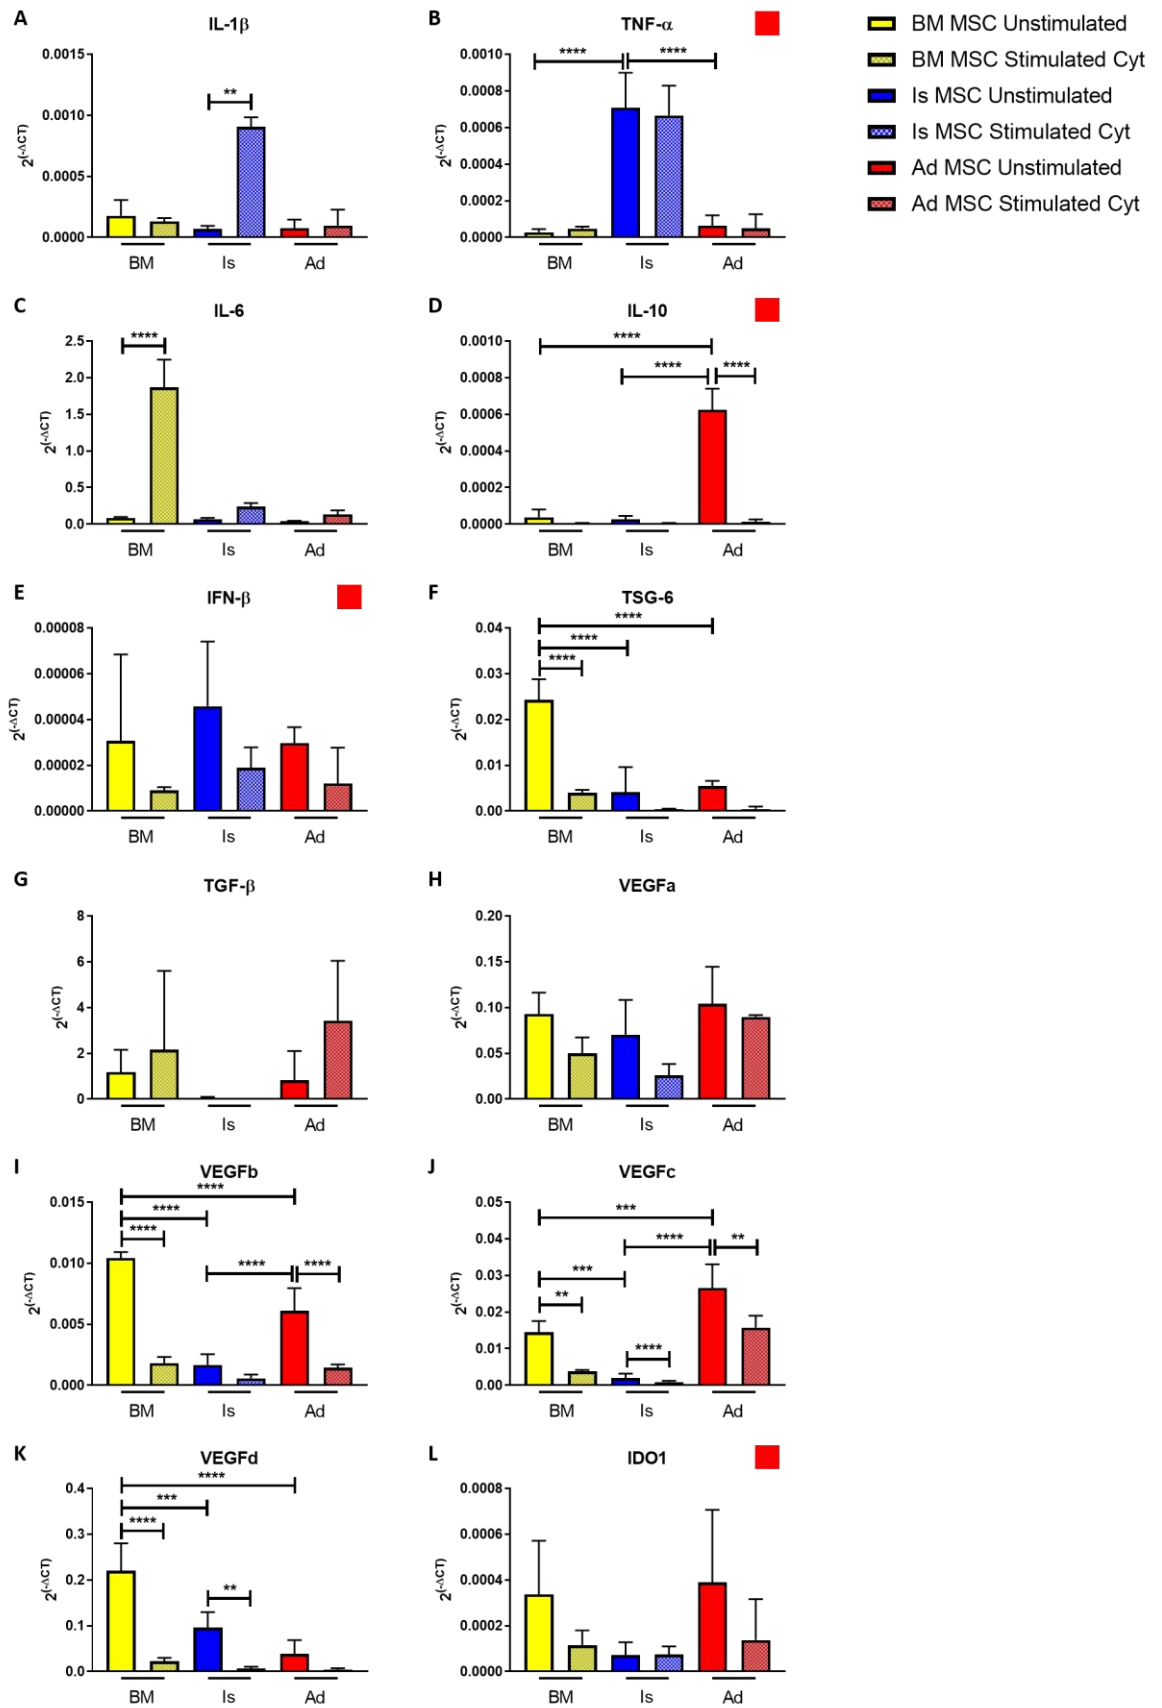 A
IL-1β
0.0015
0.0010
0.0005
0.0000
2(-ΔCT)
**
BM
Is
Ad
B
TNF-α
0.0010
0.0008
0.0006
0.0004
0.0002
0.0000
2(-ΔCT)
****
****
BM
Is
Ad
BM MSC Unstimulated
BM MSC Stimulated Cyt
Is MSC Unstimulated
Is MSC Stimulated Cyt
Ad MSC Unstimulated
Ad MSC Stimulated Cyt
C
IL-6
2.5
2.0
1.5
1.0
0.5
0.0
2(-ΔCT)
****
BM
Is
Ad
D
IL-10
0.0010
0.0008
0.0006
0.0004
0.0002
0.0000
2(-ΔCT)
****
****
****
BM
Is
Ad
E
IFN-β
0.00008
0.00006
0.00004
0.00002
0.00000
2(-ΔCT)
BM
Is
Ad
F
TSG-6
0.04
0.03
0.02
0.01
0.00
2(-ΔCT)
****
****
****
BM
Is
Ad
G
TGF-β
8
6
4
2
0
2(-ΔCT)
BM
Is
Ad
H
VEGFa
0.20
0.15
0.10
0.05
0.00
2(-ΔCT)
BM
Is
Ad
I
VEGFb
0.015
0.010
0.005
0.000
2(-ΔCT)
****
****
****
****
****
BM
Is
Ad
J
VEGFc
0.05
0.04
0.03
0.02
0.01
0.00
2(-ΔCT)
***
****
**
***
**
****
BM
Is
Ad
K
VEGFd
0.4
0.3
0.2
0.1
0.0
2(-ΔCT)
****
***
****
**
BM
Is
Ad
L
IDO1
0.0008
0.0006
0.0004
0.0002
0.0000
2(-ΔCT)
BM
Is
Ad